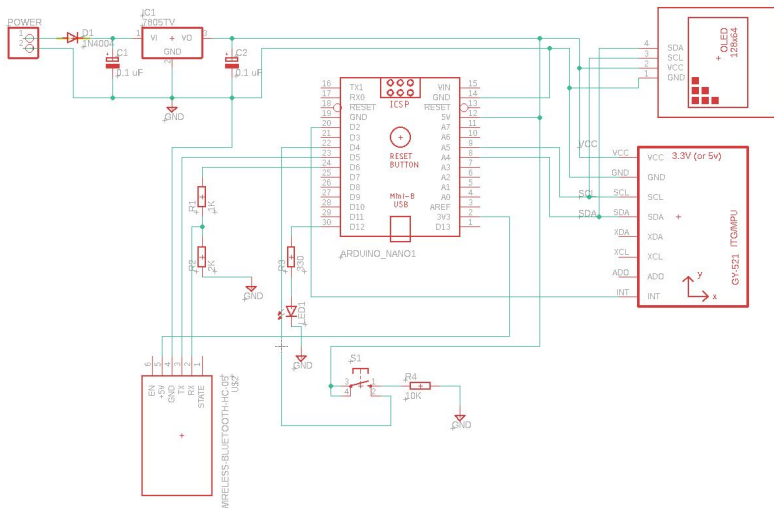 POWER
1
2
D1
1N4004
C1
0.1 uF
IC1
7805TV
1
VI
VO
3
GND
2
C2
0.1 uF
GND
OLED
128x64
4 SDA
3 SCL
2 VCC
1 GND
16 TX1
17 RX0
18 RESET
19 GND
20 D2
21 D3
22 D4
23 D5
24 D6
25 D7
26 D8
27 D9
28 D10
29 D11
30 D12
ICSP
RESET
BUTTON
Mini-B
USB
VIN 15
GND 14
RESET 13
5V 12
A7 11
A6 10
A5 9
A4 8
A3 7
A2 6
A1 5
A0 4
AREF 3
3V3 2
D13 1
ARDUINO_NANO1
VCC
SCL
SDA
VCC
GND
SCL
SDA
XDA
XCL
ADO
INT
3.3V (or 5v)
VCC
GND
SCL
SDA
XDA
XCL
ADO
INT
ITG/MPU
GY-521
y
x
R1
1K
R2
2K
GND
R3
330
LED1
GND
S1
3
4
1
2
R4
10K
GND
6 5 4 3 2 1
EN
+5V
GND
TX
RX
STATE
U$2
WIRELESS-BLUETOOTH-HC-05